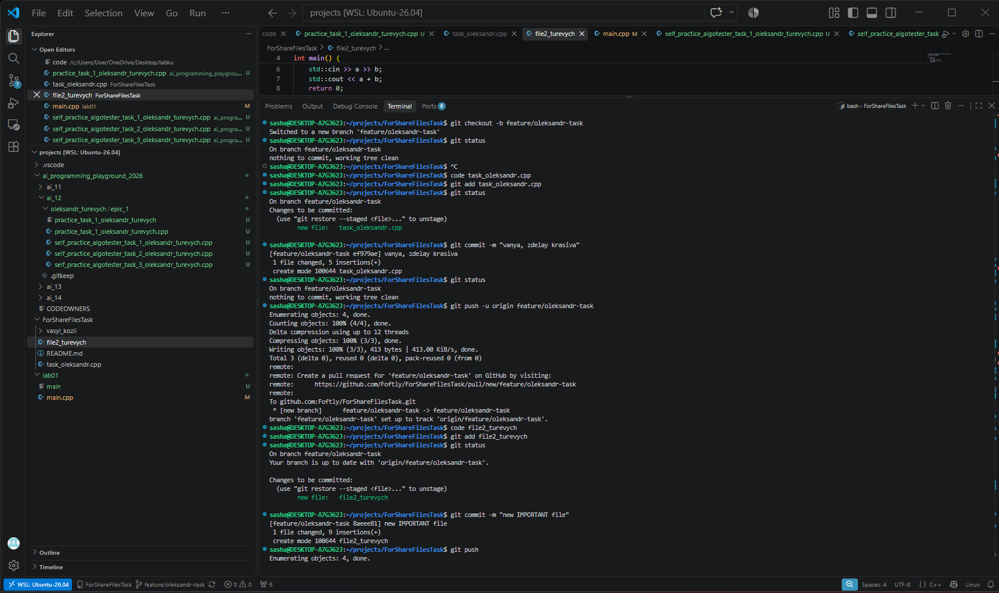 File Edit Selection View Go Run ··· projects [WSL: Ubuntu-26.04]
Explorer ···
Open Editors
code /c:/Users/User/OneDrive/Desktop/labku
practice_task_1_oleksandr_turevych.cpp ai_programming_playgrou... U
task_oleksandr.cpp ForShareFilesTask
file2_turevych ForShareFilesTask
main.cpp lab01 M
self_practice_algotester_task_1_oleksandr_turevych.cpp ai_progra... U
self_practice_algotester_task_2_oleksandr_turevych.cpp ai_progra... U
self_practice_algotester_task_3_oleksandr_turevych.cpp ai_progra... U
projects [WSL: Ubuntu-26.04]
.vscode
ai_programming_playground_2026
ai_11
ai_12
oleksandr_turevych / epic_1
practice_task_1_oleksandr_turevych U
practice_task_1_oleksandr_turevych.cpp U
self_practice_algotester_task_1_oleksandr_turevych.cpp U
self_practice_algotester_task_2_oleksandr_turevych.cpp U
self_practice_algotester_task_3_oleksandr_turevych.cpp U
.gitkeep
ai_13
ai_14
CODEOWNERS
ForShareFilesTask
vasyl_kozii
file2_turevych
README.md
task_oleksandr.cpp
lab01
main U
main.cpp M
Outline
Timeline
7
code practice_task_1_oleksandr_turevych.cpp U task_oleksandr.cpp file2_turevych main.cpp M self_practice_algotester_task_1_oleksandr_turevych.cpp U self_practice_algotester_task
ForShareFilesTask > file2_turevych > ...
4 int main() {
6 std::cin >> a >> b;
7 std::cout << a + b;
8 return 0;
Problems Output Debug Console Terminal Ports 6 bash - ForShareFilesTask
sasha@DESKTOP-A7GJ62J:~/projects/ForShareFilesTask$ git checkout -b feature/oleksandr-task
Switched to a new branch 'feature/oleksandr-task'
sasha@DESKTOP-A7GJ62J:~/projects/ForShareFilesTask$ git status
On branch feature/oleksandr-task
nothing to commit, working tree clean
sasha@DESKTOP-A7GJ62J:~/projects/ForShareFilesTask$ ^C
sasha@DESKTOP-A7GJ62J:~/projects/ForShareFilesTask$ code task_oleksandr.cpp
sasha@DESKTOP-A7GJ62J:~/projects/ForShareFilesTask$ git add task_oleksandr.cpp
sasha@DESKTOP-A7GJ62J:~/projects/ForShareFilesTask$ git status
On branch feature/oleksandr-task
Changes to be committed:
(use "git restore --staged <file>..." to unstage)
new file: task_oleksandr.cpp
sasha@DESKTOP-A7GJ62J:~/projects/ForShareFilesTask$ git commit -m "vanya, zdelay krasiva"
[feature/oleksandr-task ef979ae] vanya, zdelay krasiva
1 file changed, 5 insertions(+)
create mode 100644 task_oleksandr.cpp
sasha@DESKTOP-A7GJ62J:~/projects/ForShareFilesTask$ git status
On branch feature/oleksandr-task
nothing to commit, working tree clean
sasha@DESKTOP-A7GJ62J:~/projects/ForShareFilesTask$ git push -u origin feature/oleksandr-task
Enumerating objects: 4, done.
Counting objects: 100% (4/4), done.
Delta compression using up to 12 threads
Compressing objects: 100% (3/3), done.
Writing objects: 100% (3/3), 413 bytes | 413.00 KiB/s, done.
Total 3 (delta 0), reused 0 (delta 0), pack-reused 0 (from 0)
remote:
remote: Create a pull request for 'feature/oleksandr-task' on GitHub by visiting:
remote: https://github.com/Foftly/ForShareFilesTask/pull/new/feature/oleksandr-task
remote:
To github.com:Foftly/ForShareFilesTask.git
* [new branch] feature/oleksandr-task -> feature/oleksandr-task
branch 'feature/oleksandr-task' set up to track 'origin/feature/oleksandr-task'.
sasha@DESKTOP-A7GJ62J:~/projects/ForShareFilesTask$ code file2_turevych
sasha@DESKTOP-A7GJ62J:~/projects/ForShareFilesTask$ git add file2_turevych
sasha@DESKTOP-A7GJ62J:~/projects/ForShareFilesTask$ git status
On branch feature/oleksandr-task
Your branch is up to date with 'origin/feature/oleksandr-task'.
Changes to be committed:
(use "git restore --staged <file>..." to unstage)
new file: file2_turevych
sasha@DESKTOP-A7GJ62J:~/projects/ForShareFilesTask$ git commit -m "new IMPORTANT file"
[feature/oleksandr-task 8aeee81] new IMPORTANT file
1 file changed, 9 insertions(+)
create mode 100644 file2_turevych
sasha@DESKTOP-A7GJ62J:~/projects/ForShareFilesTask$ git push
Enumerating objects: 4, done.
WSL: Ubuntu-26.04 ForShareFilesTask feature/oleksandr-task 0 0 6 Spaces: 4 UTF-8 { } C++ Linux